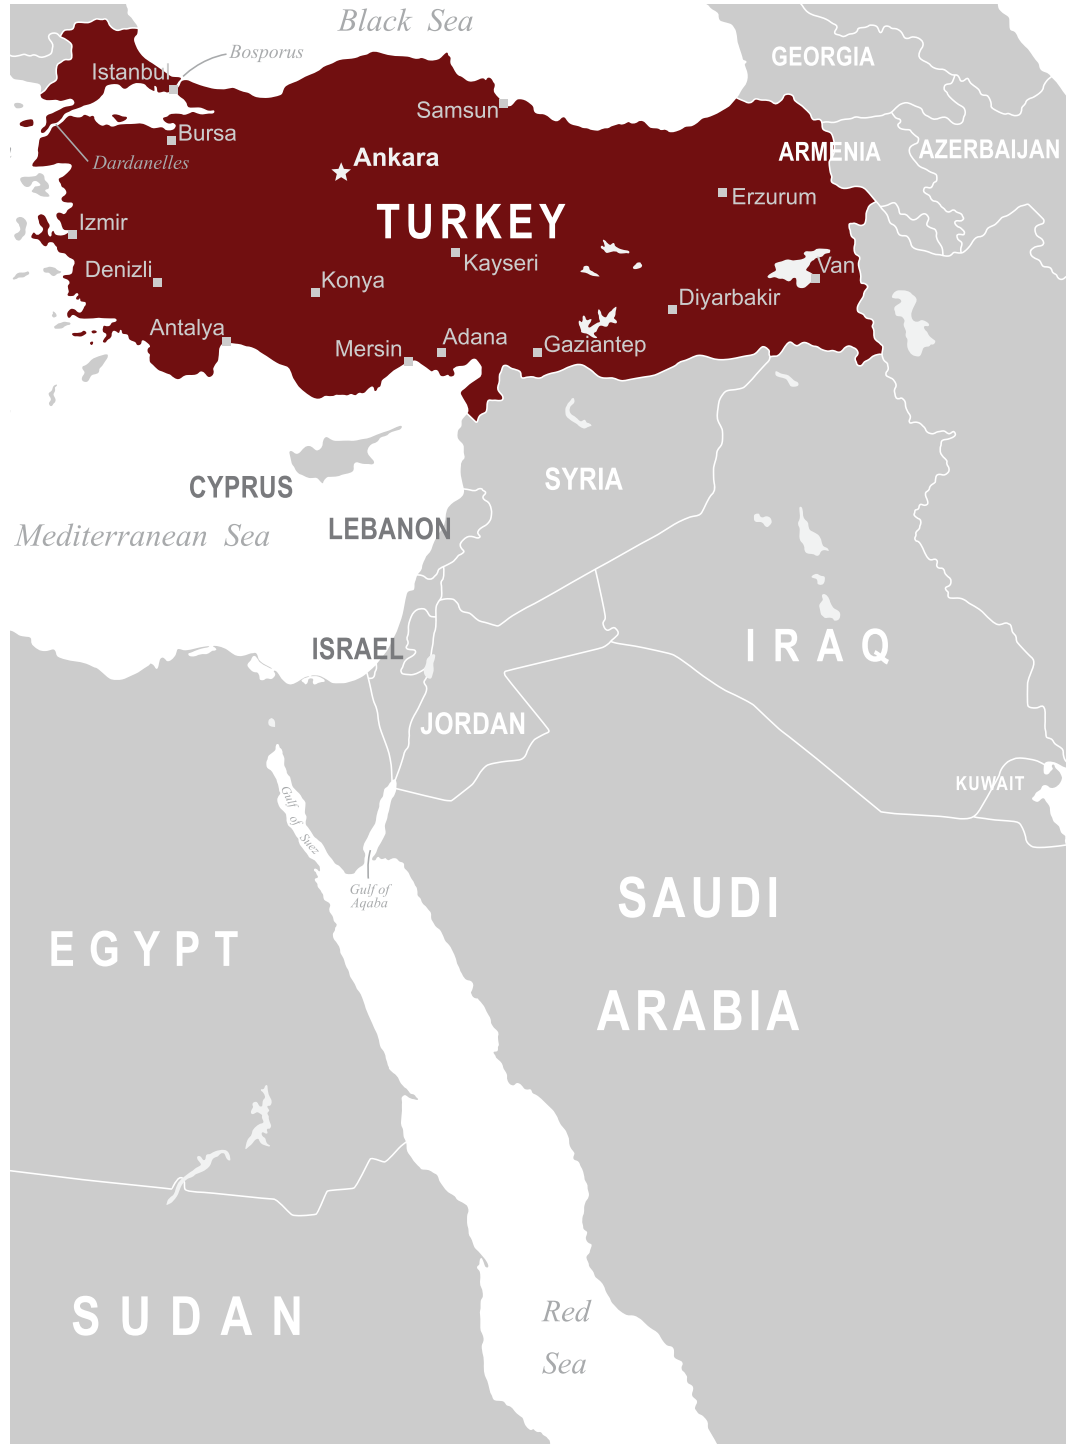 Black Sea
GEORGIA
Bosporus
Istanbul
Samsun
Bursa
ARMENIA
AZERBAIJAN
Dardanelles
Ankara
Erzurum
TURKEY
Izmir
Kayseri
Van
Denizli
Konya
Diyarbakir
Antalya
Mersin
Adana
Gaziantep
CYPRUS
SYRIA
Mediterranean Sea
LEBANON
ISRAEL
IRAQ
JORDAN
KUWAIT
Gulf of Suez
Gulf of
Aqaba
SAUDI
ARABIA
EGYPT
SUDAN
Red
Sea